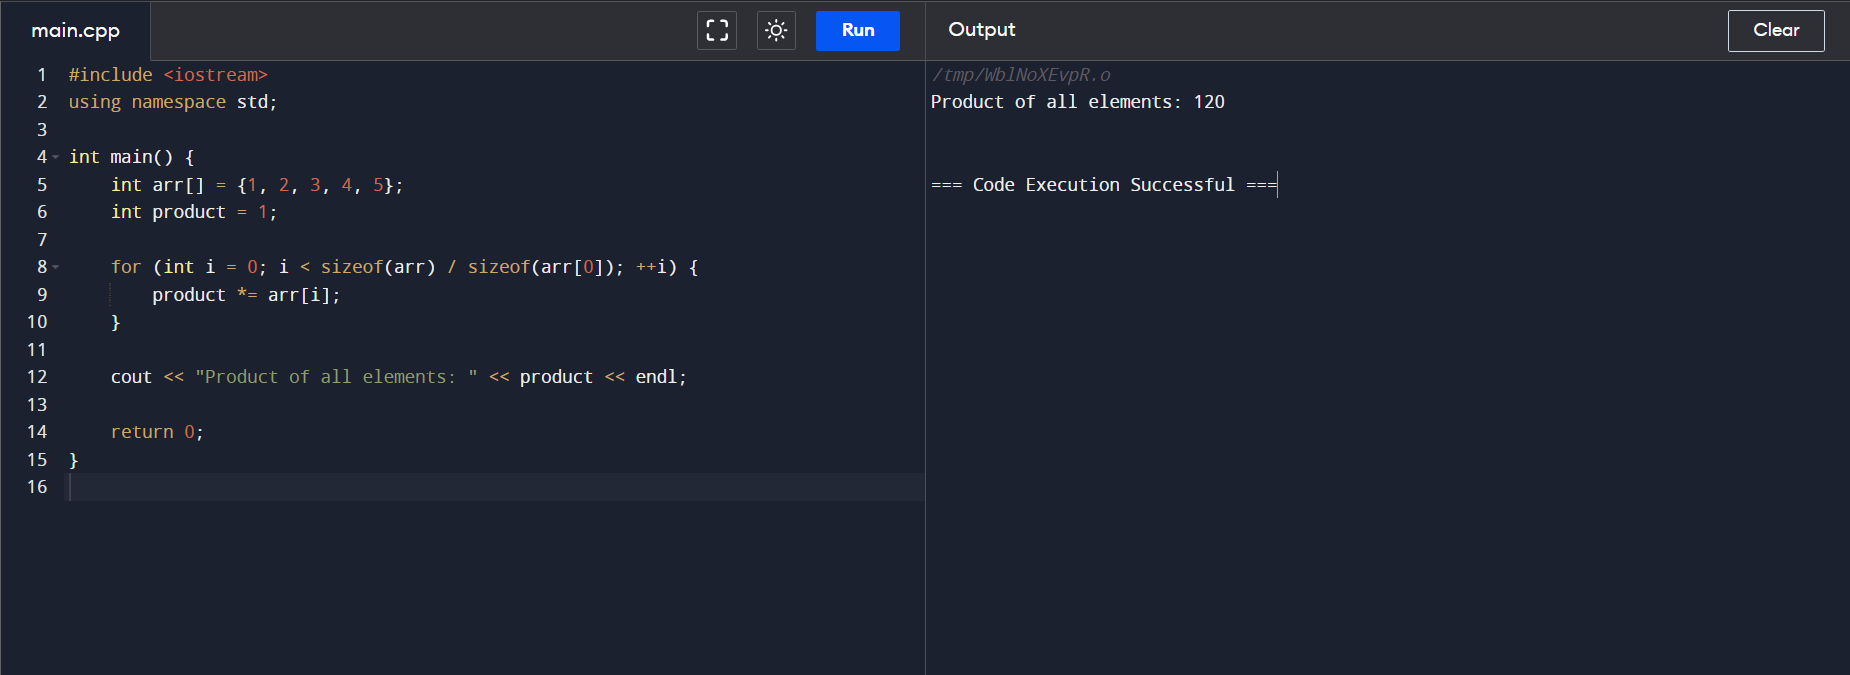 main.cpp
Run
1 #include <iostream>
2 using namespace std;
3
4 int main() {
5     int arr[] = {1, 2, 3, 4, 5};
6     int product = 1;
7
8     for (int i = 0; i < sizeof(arr) / sizeof(arr[0]); ++i) {
9         product *= arr[i];
10     }
11
12     cout << "Product of all elements: " << product << endl;
13
14     return 0;
15 }
16
Output
Clear
/tmp/WblNoXEvpR.o
Product of all elements: 120
=== Code Execution Successful ===